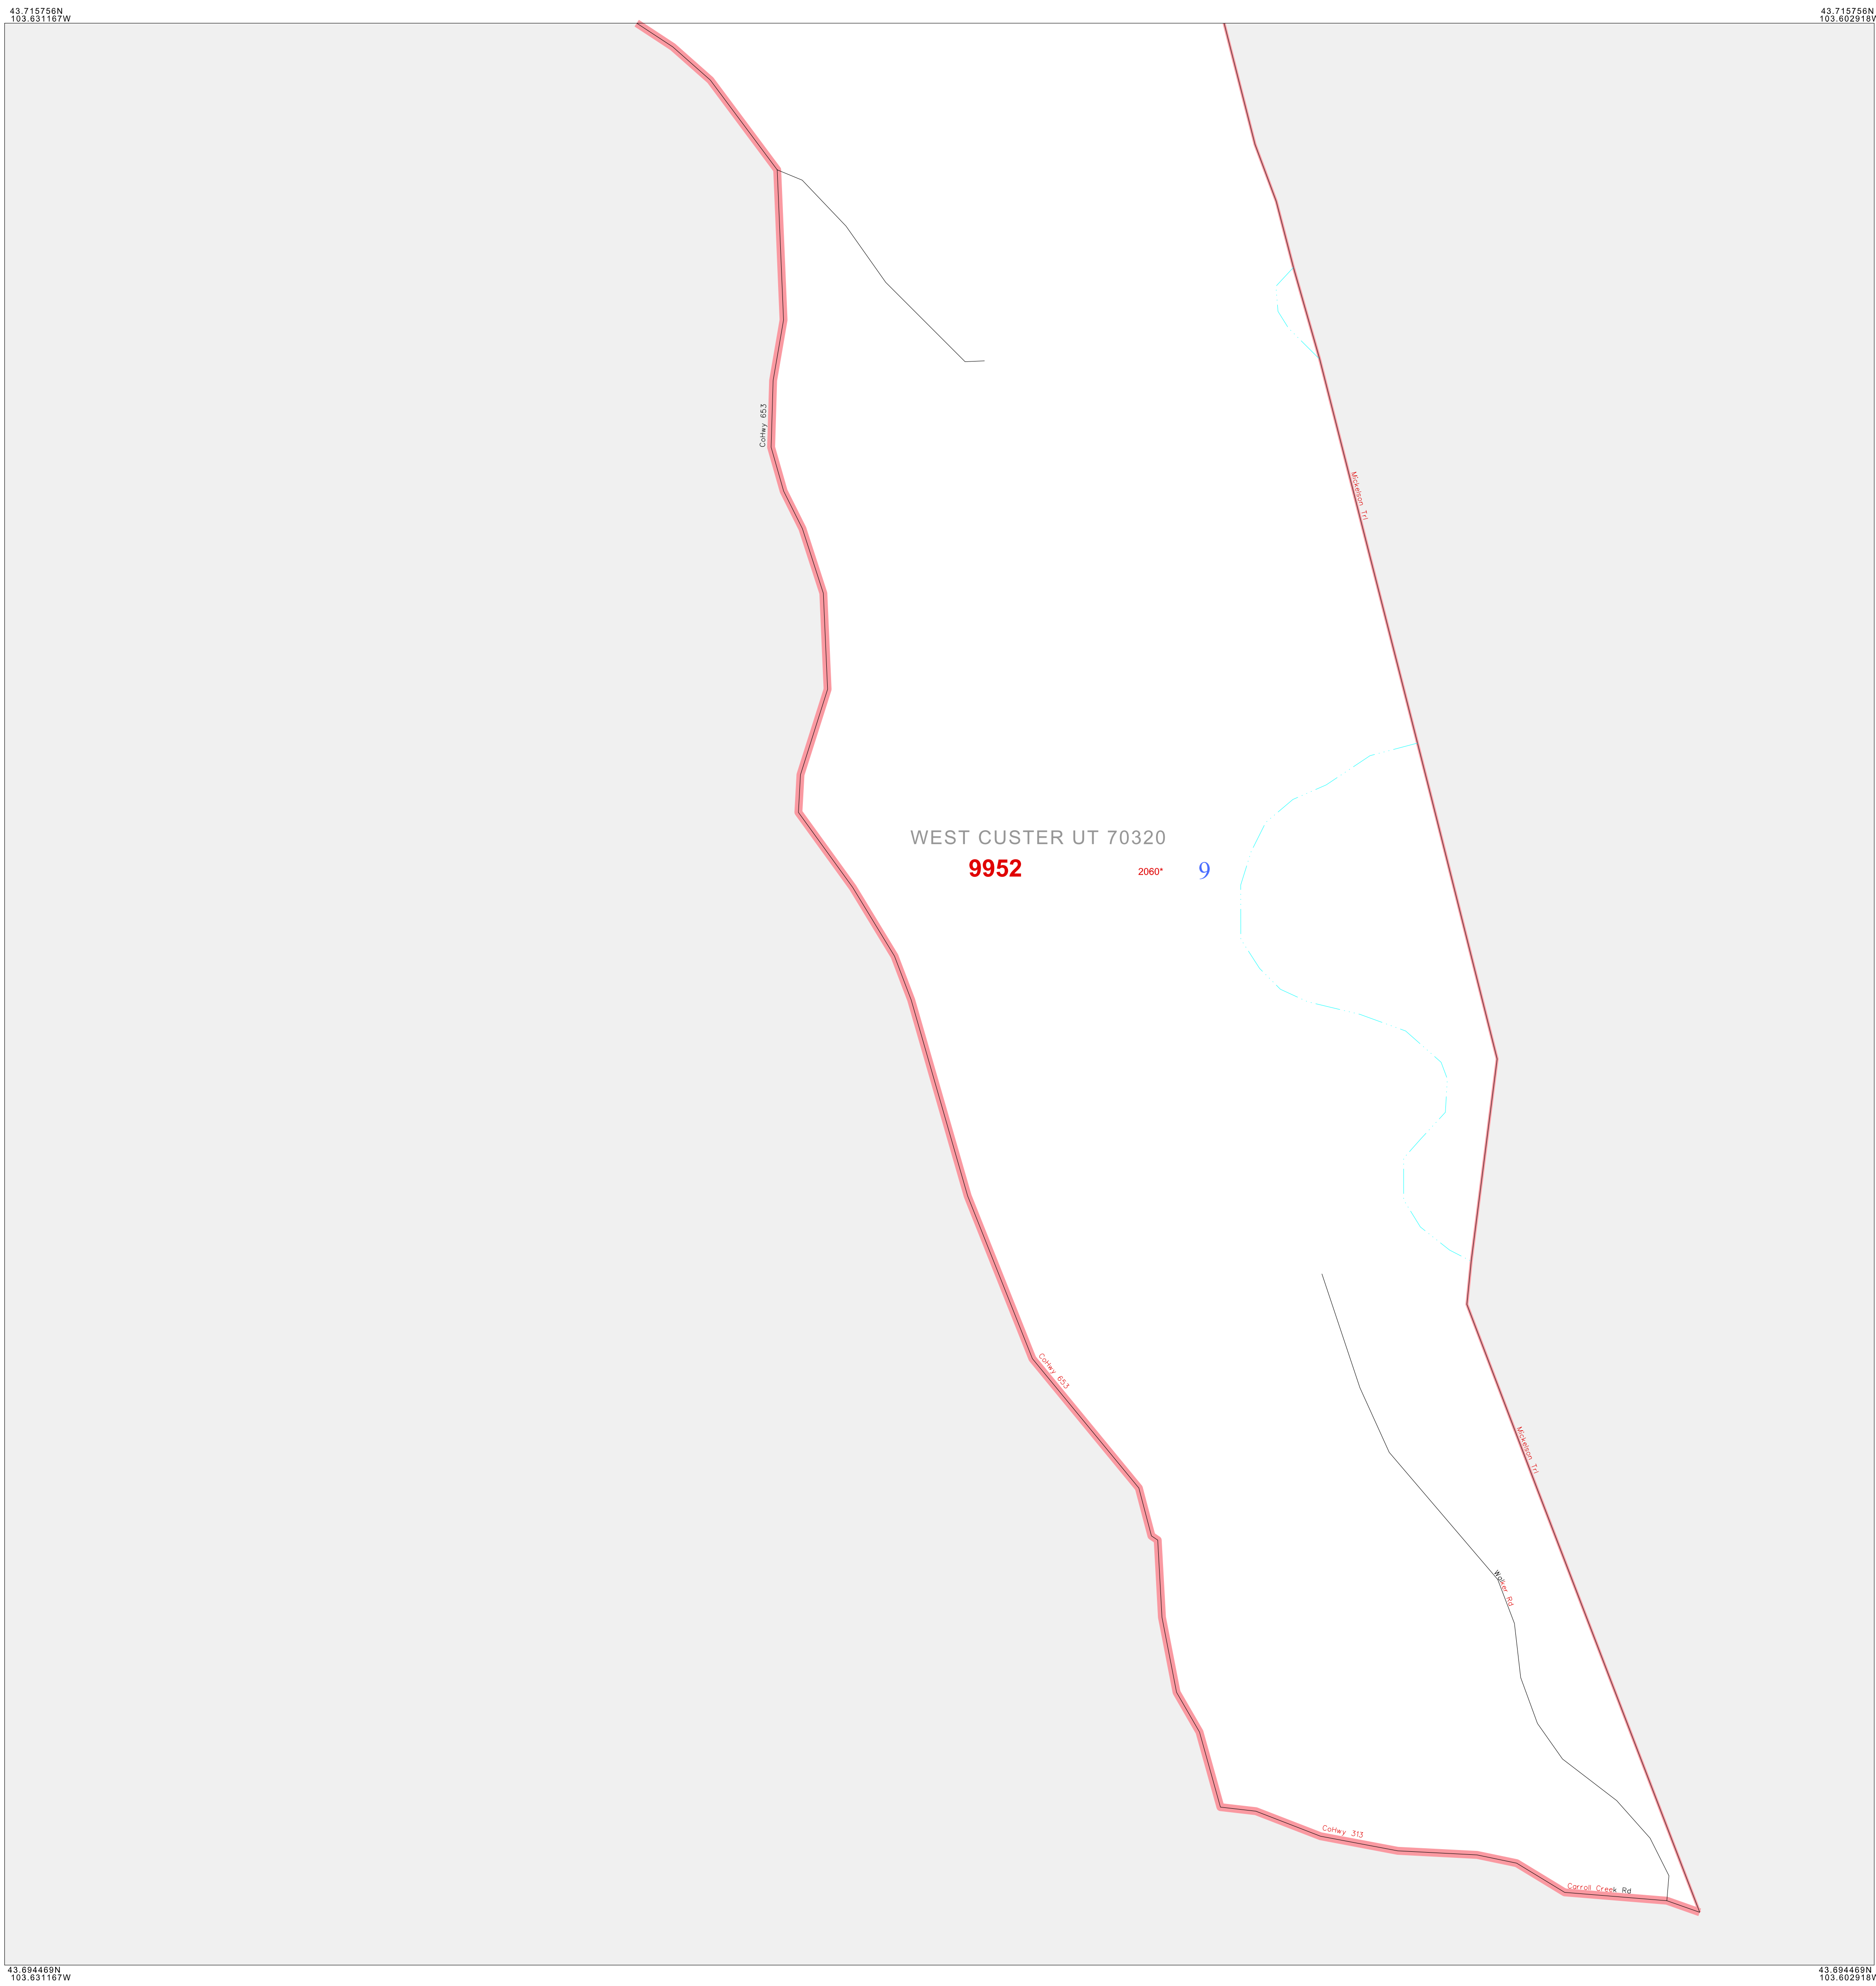 43.715756N
103.631167W
43.715756N
103.602918W
CoHwy 653
Mickelson Trl
WEST CUSTER UT 70320
9952
2060*
9
CoHwy 653
Mickelson Trl
Walker Rd
CoHwy 313
Carroll Creek Rd
43.694469N
103.631167W
43.694469N
103.602918W